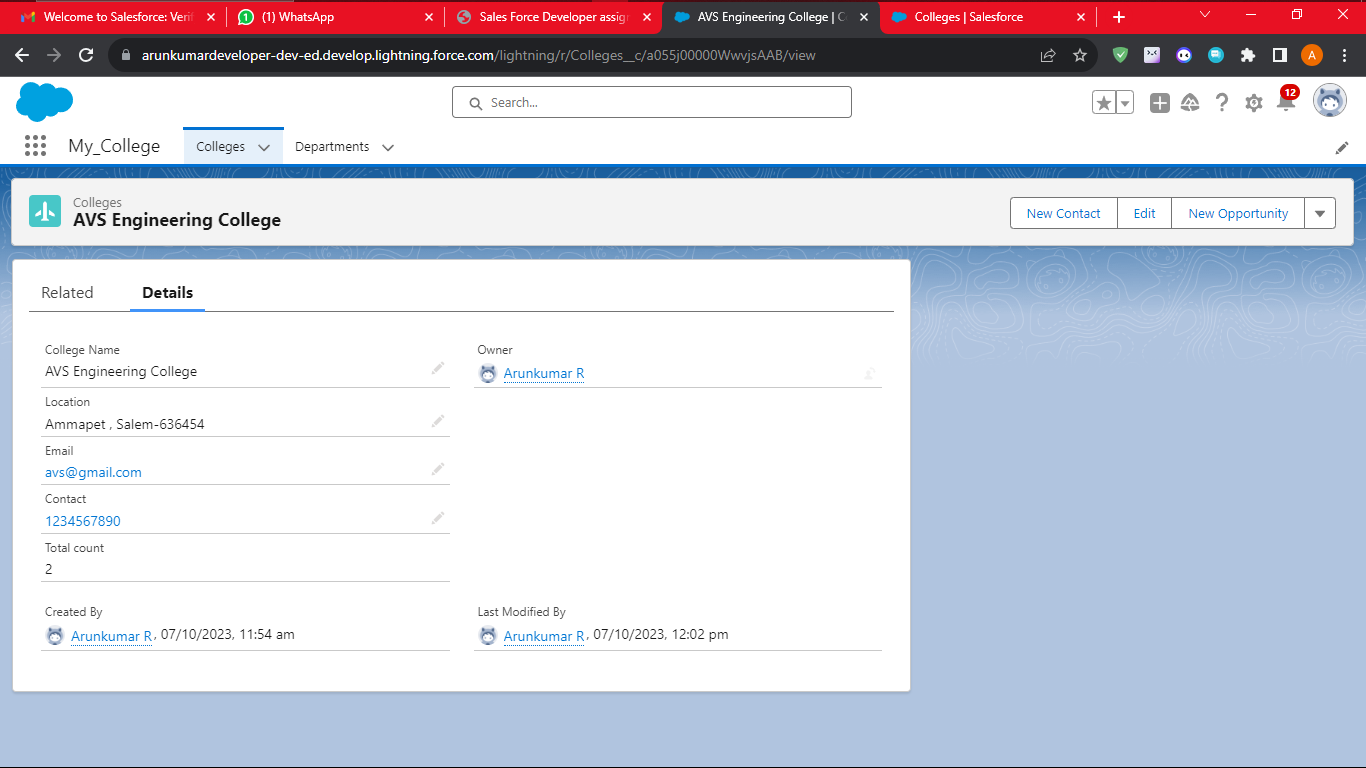 Welcome to Salesforce: Verif
(1) WhatsApp
Sales Force Developer assign
AVS Engineering College | C
Colleges | Salesforce
arunkumardeveloper-dev-ed.develop.lightning.force.com/lightning/r/Colleges__c/a055j00000WwvjsAAB/view
A
Search...
12
My_College
Colleges
Departments
Colleges
AVS Engineering College
New Contact
Edit
New Opportunity
Related
Details
College Name
AVS Engineering College
Owner
Arunkumar R
Location
Ammapet , Salem-636454
Email
avs@gmail.com
Contact
1234567890
Total count
2
Created By
Arunkumar R, 07/10/2023, 11:54 am
Last Modified By
Arunkumar R, 07/10/2023, 12:02 pm